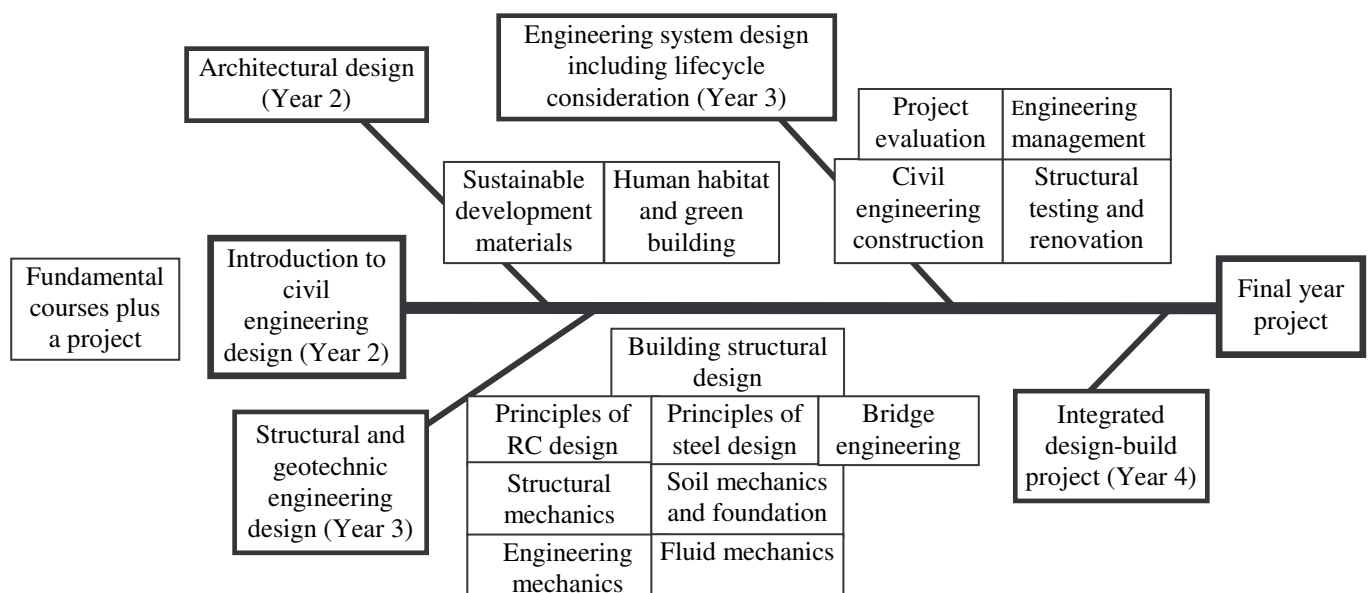 Architectural design
(Year 2)
Engineering system design
including lifecycle
consideration (Year 3)
Project
evaluation
Engineering
management
Sustainable
development
materials
Human habitat
and green
building
Civil
engineering
construction
Structural
testing and
renovation
Fundamental
courses plus
a project
Introduction to
civil
engineering
design (Year 2)
Final year
project
Building structural
design
Structural and
geotechnic
engineering
design (Year 3)
Principles of
RC design
Principles of
steel design
Bridge
engineering
Structural
mechanics
Soil mechanics
and foundation
Engineering
mechanics
Fluid mechanics
Integrated
design-build
project (Year 4)